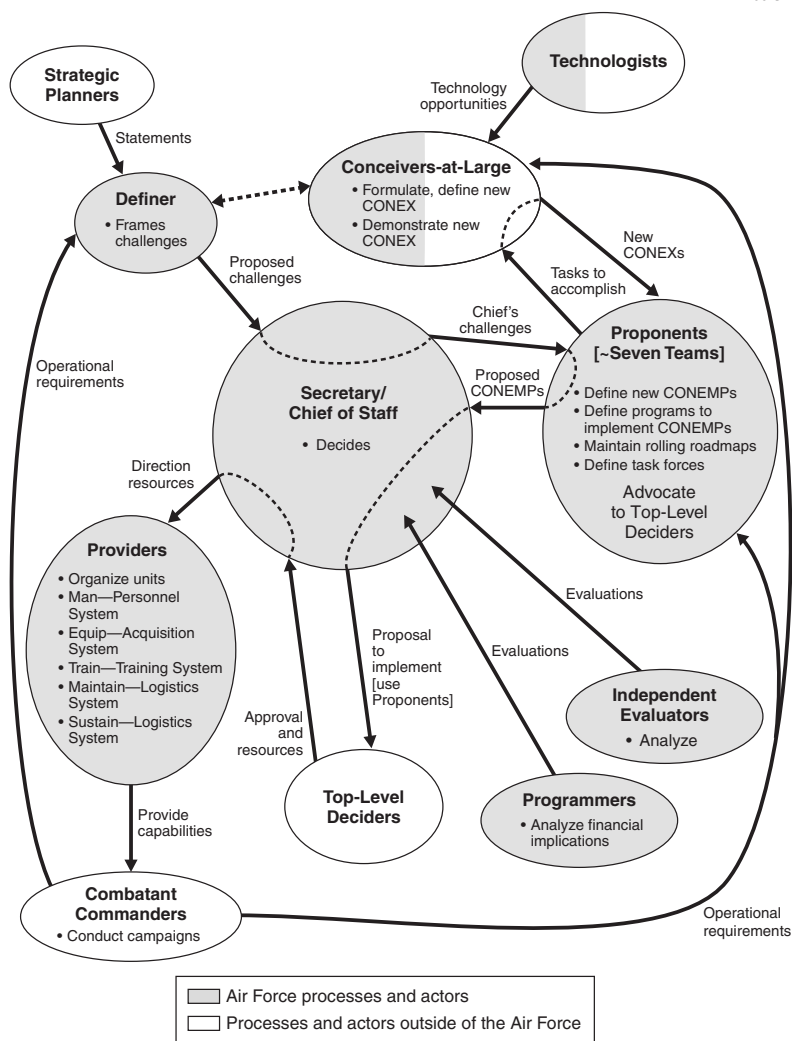 Technologists
Strategic
Planners
Technology
opportunities
Statements
Conceivers-at-Large
• Formulate, define new
CONEX
• Demonstrate new
CONEX
Definer
• Frames
challenges
New
CONEXs
Proposed
challenges
Tasks to
accomplish
Chief's
challenges
Proponents
[~Seven Teams]
• Define new CONEMPs
• Define programs to
implement CONEMPs
• Maintain rolling roadmaps
• Define task forces
Advocate
to Top-Level
Deciders
Operational
requirements
Proposed
CONEMPs
Secretary/
Chief of Staff
• Decides
Direction
resources
Providers
• Organize units
• Man—Personnel
System
• Equip—Acquisition
System
• Train—Training System
• Maintain—Logistics
System
• Sustain—Logistics
System
Evaluations
Proposal
to
implement
[use
Proponents]
Evaluations
Approval
and
resources
Independent
Evaluators
• Analyze
Top-Level
Deciders
Programmers
• Analyze financial
implications
Provide
capabilities
Combatant
Commanders
• Conduct campaigns
Operational
requirements
Air Force processes and actors
Processes and actors outside of the Air Force